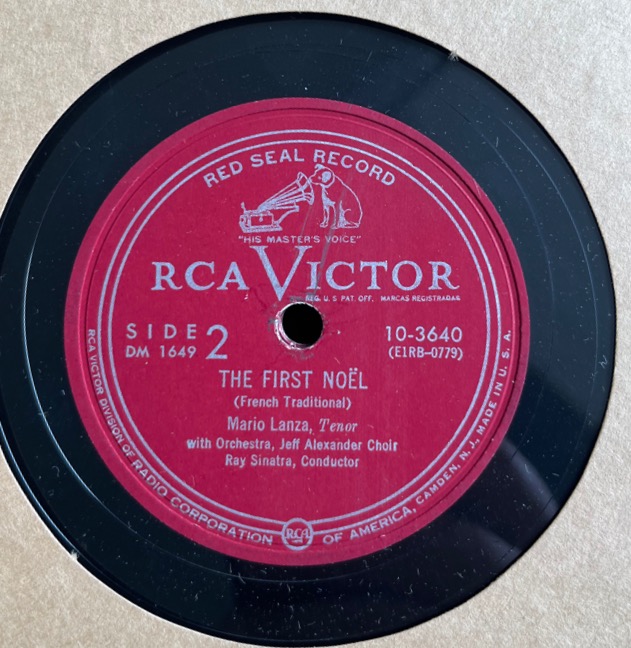 RED SEAL RECORD
"HIS MASTER'S VOICE"
RCA VICTOR
REG. U S PAT. OFF. MARCAS REGISTRADAS
SIDE 2
DM 1649
10-3640
(E1RB-0779)
THE FIRST NOËL
(French Traditional)
Mario Lanza, Tenor
with Orchestra, Jeff Alexander Choir
Ray Sinatra, Conductor
RCA VICTOR DIVISION OF RADIO CORPORATION OF AMERICA, CAMDEN, N. J., MADE IN U. S. A.
RCA